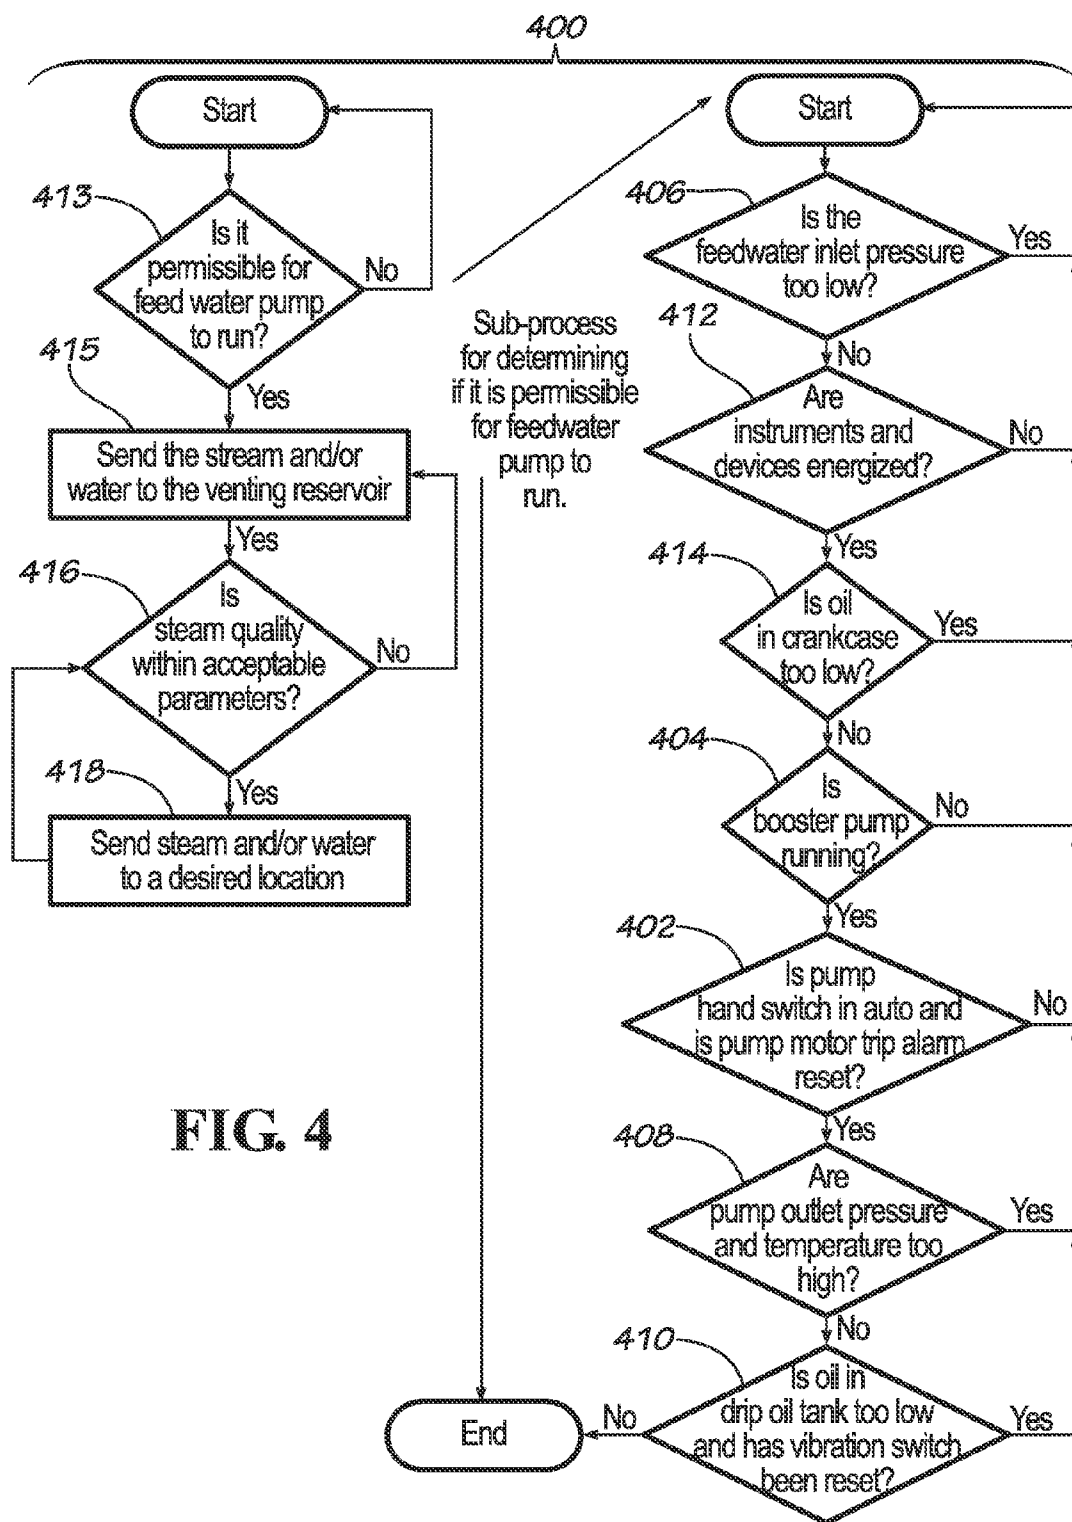 400
Start
413
Is it
permissible for
feed water pump
to run?
No
Yes
415
Send the stream and/or
water to the venting reservoir
Yes
416
Is
steam quality
within acceptable
parameters?
No
Yes
418
Send steam and/or water
to a desired location
FIG. 4
Sub-process
for determining
if it is permissible
for feedwater
pump to
run.
Start
406
Is the
feedwater inlet pressure
too low?
Yes
No
412
Are
instruments and
devices energized?
No
Yes
414
Is oil
in crankcase
too low?
Yes
No
404
Is
booster pump
running?
No
Yes
402
Is pump
hand switch in auto and
is pump motor trip alarm
reset?
No
Yes
408
Are
pump outlet pressure
and temperature too
high?
Yes
No
410
Is oil in
drip oil tank too low
and has vibration switch
been reset?
Yes
No
End